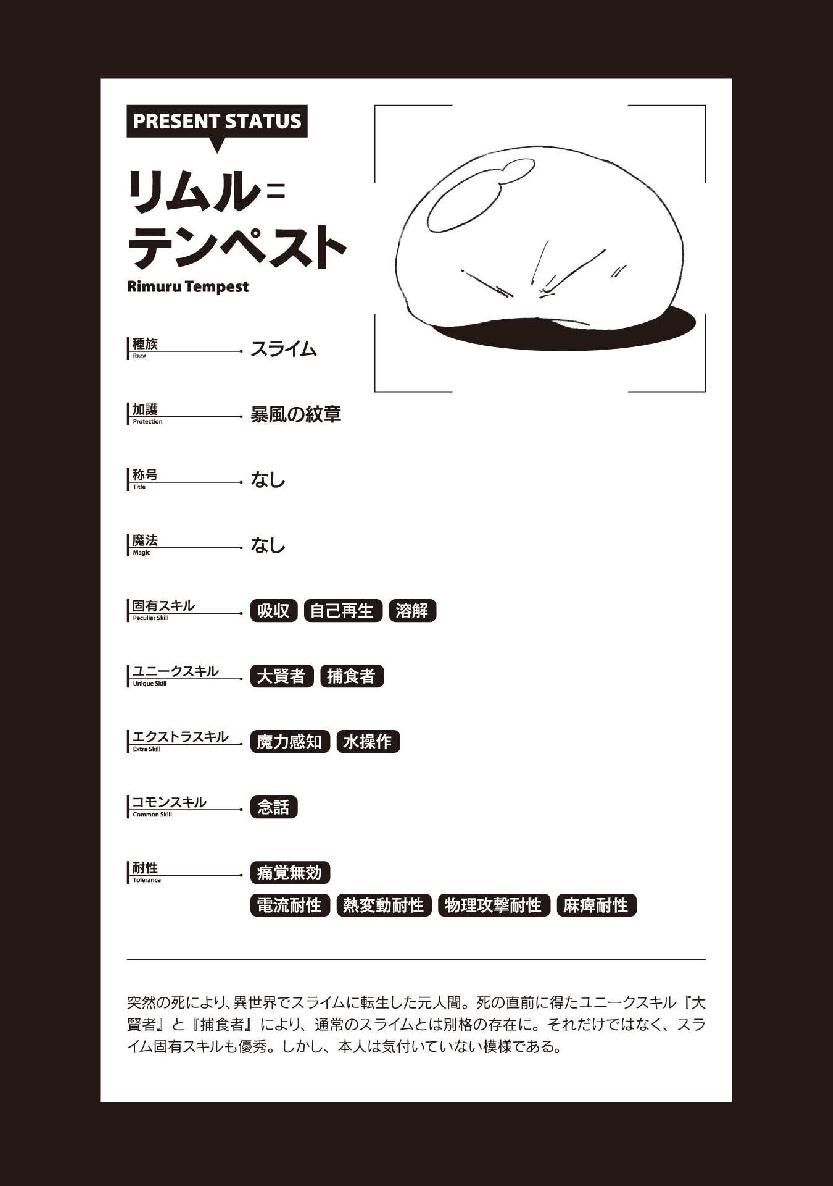 PRESENT STATUS
リムル=
テンペスト
Rimuru Tempest
種族
Race
スライム
加護
Protection
暴風の紋章
称号
Title
なし
魔法
Magic
なし
固有スキル
Peculier Skill
吸収 自己再生 溶解
ユニークスキル
Unique Skill
大賢者 捕食者
エクストラスキル
Extra Skill
魔力感知 水操作
コモンスキル
Common Skill
念話
耐性
Tolerance
痛覚無効
電流耐性 熱変動耐性 物理攻撃耐性 麻痺耐性
突然の死により、異世界でスライムに転生した元人間。死の直前に得たユニークスキル『大
賢者』と『捕食者』により、通常のスライムとは別格の存在に。それだけではなく、スラ
イム固有スキルも優秀。しかし、本人は気付いていない模様である。